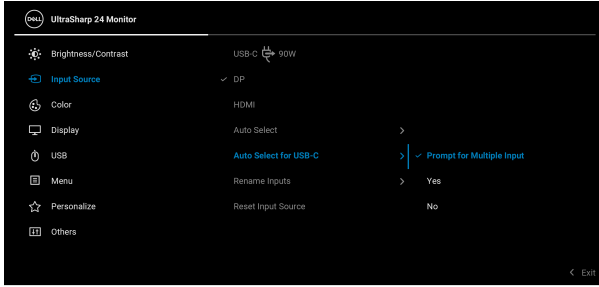 DELL
UltraSharp 24 Monitor
Brightness/Contrast
USB-C 90W
Input Source
DP
Color
HDMI
Display
Auto Select
USB
Auto Select for USB-C
Prompt for Multiple Input
Menu
Rename Inputs
Yes
Personalize
Reset Input Source
No
Others
Exit